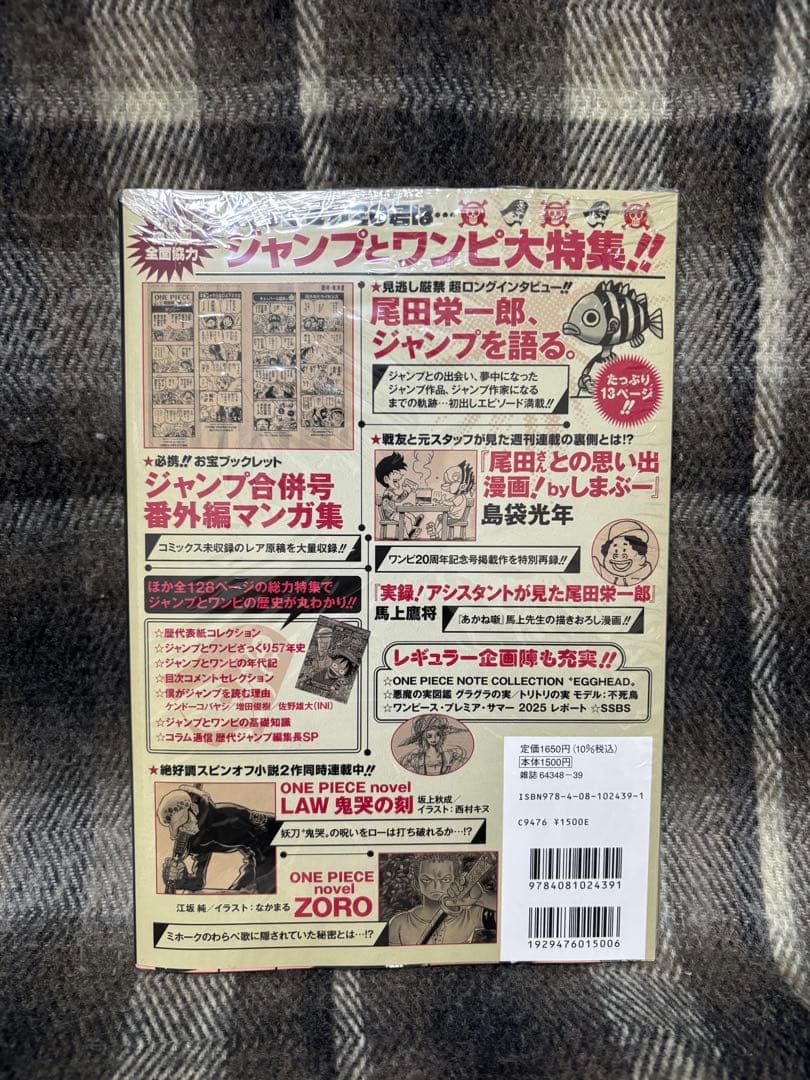 全面協力
君は…
ジャンプとワンピ大特集!!
★見逃し厳禁 超ロングインタビュー!!
尾田栄一郎、
ジャンプを語る。
ジャンプとの出会い、夢中になった
ジャンプ作品、ジャンプ作家になる
までの軌跡…初出しエピソード満載!!
たっぷり
13ページ
!!
ONE PIECE
★必携!! お宝ブックレット
ジャンプ合併号
番外編マンガ集
コミックス未収録のレア原稿を大量収録!!
★戦友と元スタッフが見た週刊連載の裏側とは!?
『尾田さんとの思い出
漫画!byしまぶー』
島袋光年
ワンピ20周年記念号掲載作を特別再録!!
『実録!アシスタントが見た尾田栄一郎』
馬上鷹将
『あかね噺』馬上先生の描きおろし漫画!!
ほか全128ページの総力特集で
ジャンプとワンピの歴史が丸わかり!!
☆歴代表紙コレクション
☆ジャンプとワンピざっくり57年史
☆ジャンプとワンピの年代記
☆目次コメントセレクション
☆僕がジャンプを読む理由
ケンドーコバヤシ/増田俊樹/佐野雄大(INI)
☆ジャンプとワンピの基礎知識
☆コラム通信 歴代ジャンプ編集長SP
レギュラー企画陣も充実!!
☆ONE PIECE NOTE COLLECTION "EGGHEAD"
☆悪魔の実図鑑 グラグラの実/トリトリの実 モデル:不死鳥
☆ワンピース・プレミア・サマー 2025 レポート ☆SSBS
★絶好調スピンオフ小説2作同時連載中!!
ONE PIECE novel
LAW 鬼哭の刻
坂上秋成/
イラスト:西村キヌ
妖刀"鬼哭"の呪いをローは打ち破れるか…!?
ONE PIECE
novel
ZORO
江坂 純/イラスト:なかまる
ミホークのわらべ歌に隠されていた秘密とは…!?
定価1650円(10%税込)
本体1500円
雑誌 64348-39
ISBN978-4-08-102439-1
C9476 ¥1500E
9784081024391
1929476015006